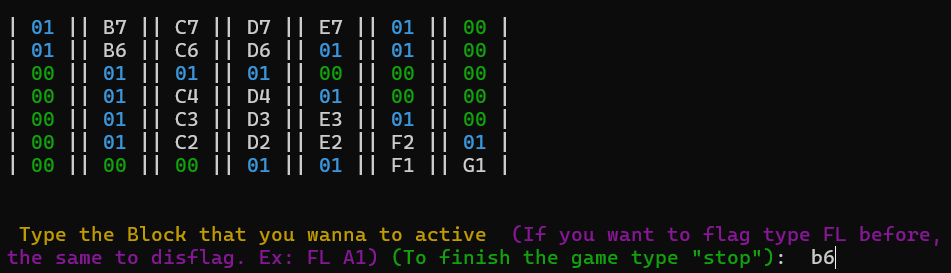 | 01 || B7 || C7 || D7 || E7 || 01 || 00 |
| 01 || B6 || C6 || D6 || 01 || 01 || 00 |
| 00 || 01 || 01 || 01 || 00 || 00 || 00 |
| 00 || 01 || C4 || D4 || 01 || 00 || 00 |
| 00 || 01 || C3 || D3 || E3 || 01 || 00 |
| 00 || 01 || C2 || D2 || E2 || F2 || 01 |
| 00 || 00 || 00 || 01 || 01 || F1 || G1 |
Type the Block that you wanna to active (If you want to flag type FL before,
the same to disflag. Ex: FL A1) (To finish the game type "stop"): b6